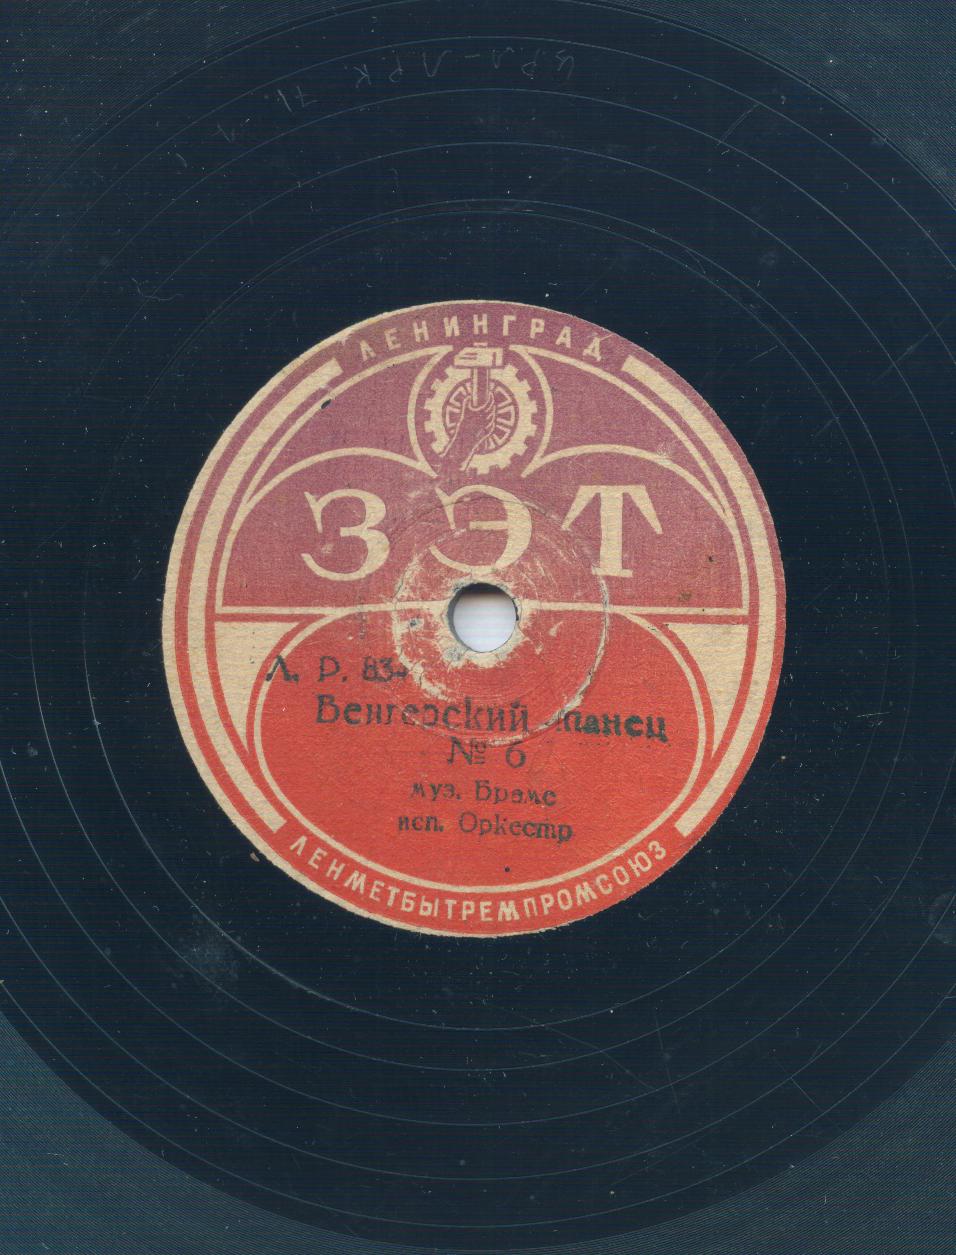 ЛЕНИНГРАД
ЗЭТ
Л. Р. 83
Венгерский танец
№ 6
муз. Брамс
исп. Оркестр
ЛЕНМЕТБЫТРЕМПРОМСОЮЗ